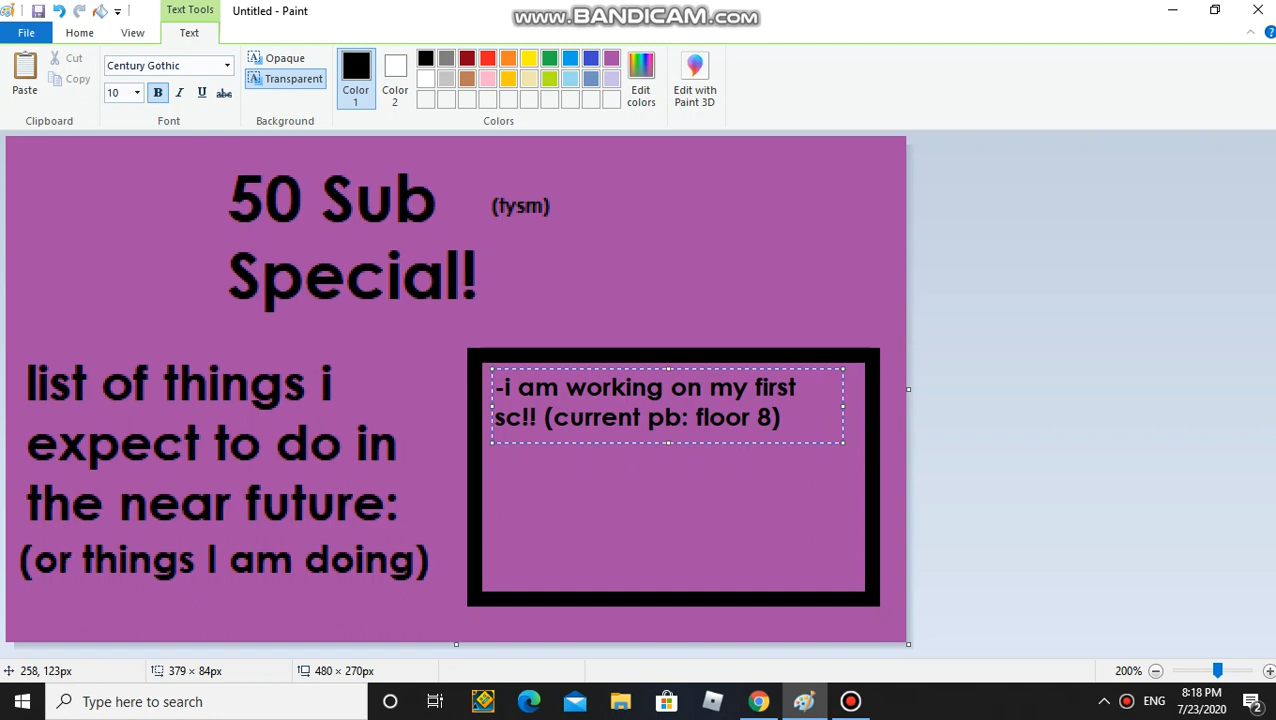 Text Tools
Untitled - Paint
www.BANDICAM.com
File
Home
View
Text
Paste
Cut
Copy
Clipboard
Century Gothic
10
B
I
U
abc
Font
Opaque
Transparent
Background
Color 1
Color 2
Edit colors
Colors
Edit with Paint 3D
50 Sub
(tysm)
Special!
list of things i
expect to do in
the near future:
(or things I am doing)
-i am working on my first
sc!! (current pb: floor 8)
258, 123px
379 × 84px
480 × 270px
200%
Type here to search
ENG
8:18 PM
7/23/2020
2